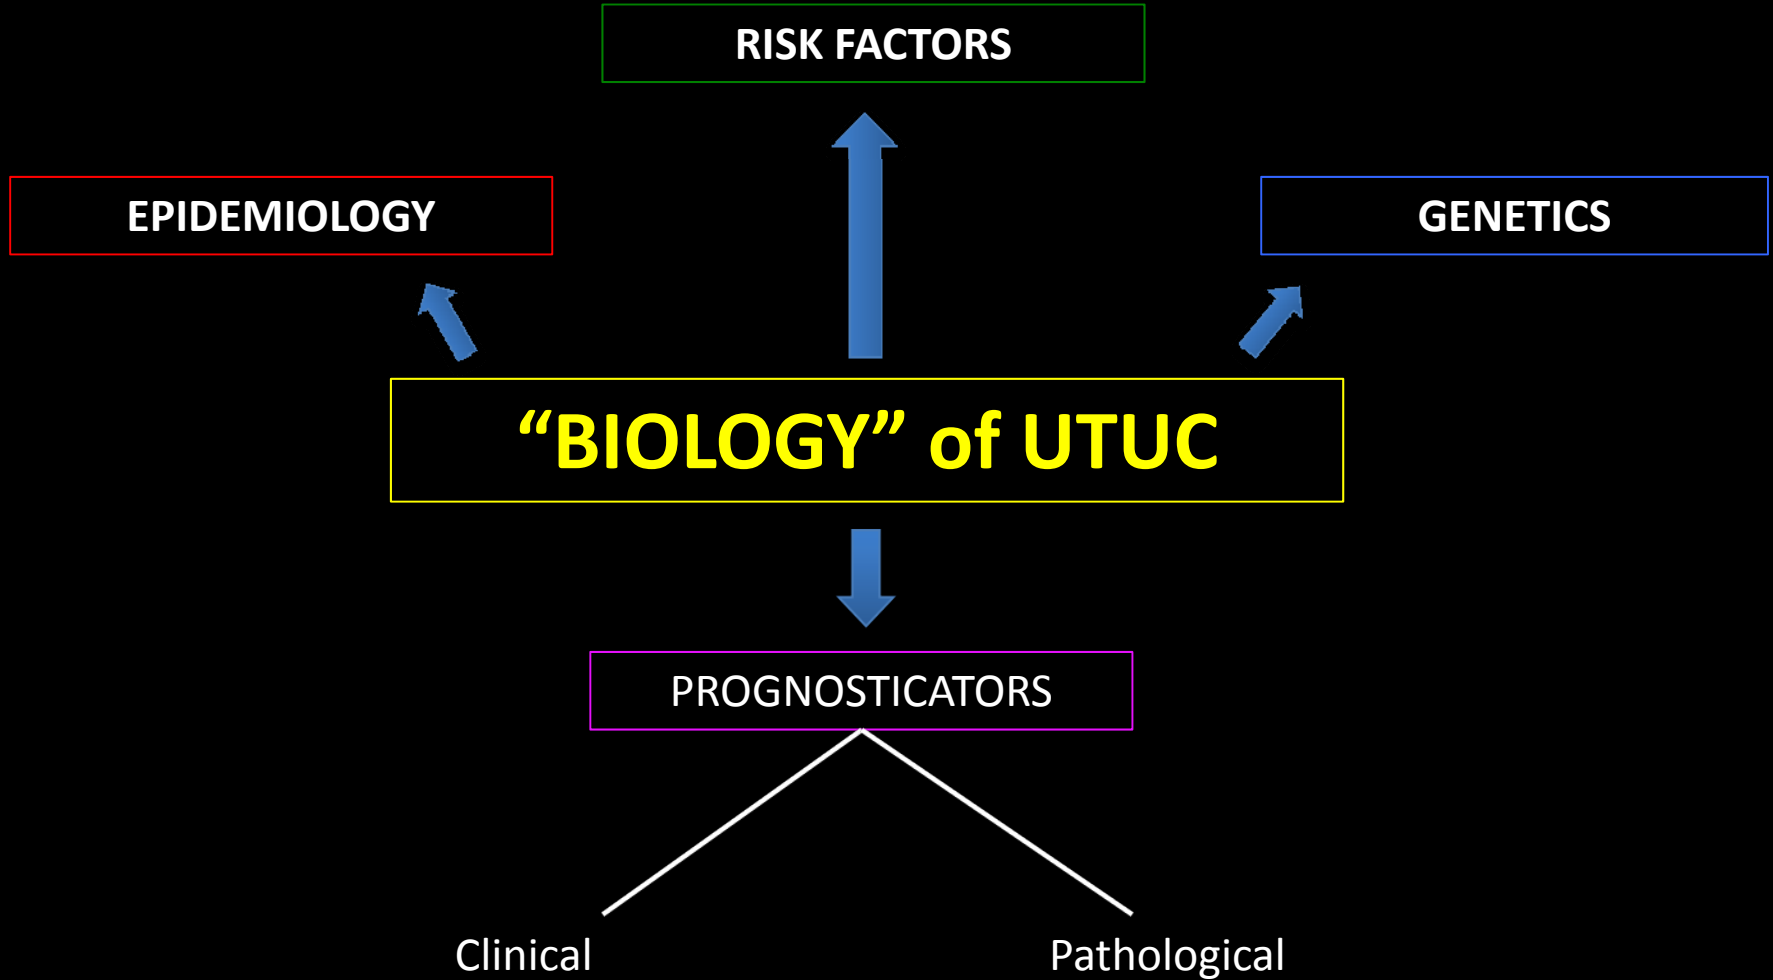 RISK FACTORS
EPIDEMIOLOGY
GENETICS
“BIOLOGY” of UTUC
PROGNOSTICATORS
Clinical
Pathological